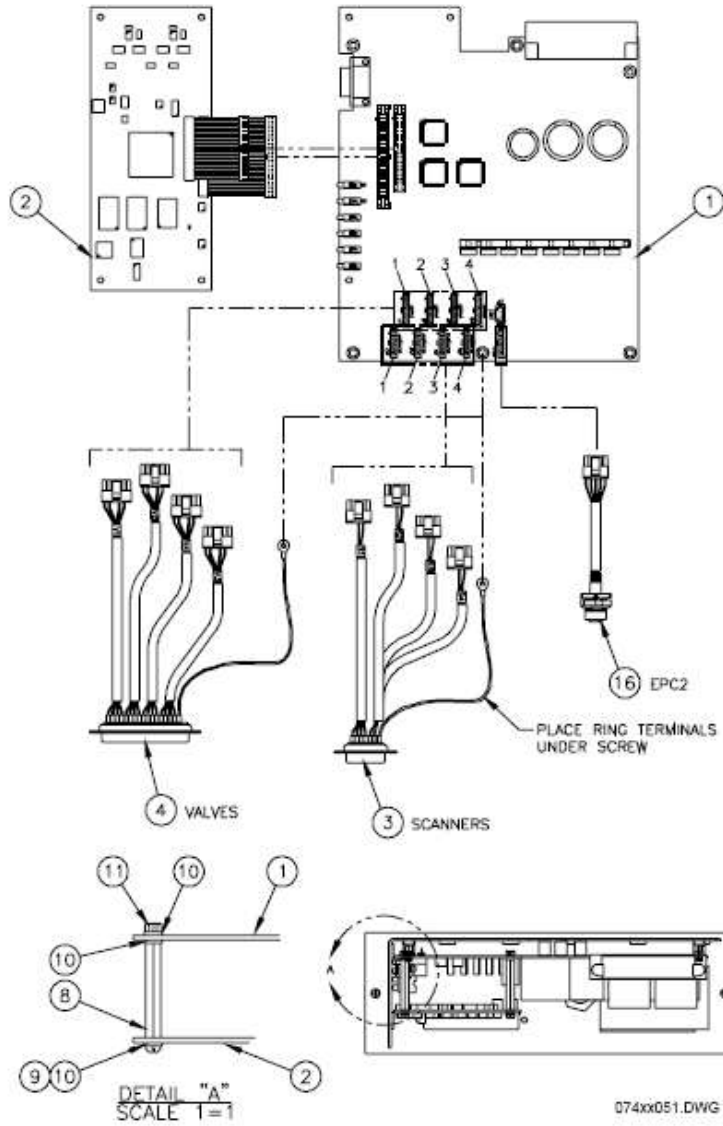 2
1
1 2 3 4
1 2 3 4
16 EPC2
PLACE RING TERMINALS
UNDER SCREW
4 VALVES
3 SCANNERS
11 10 1
10
8
9 10 2
A
DETAIL "A"
SCALE 1=1
074xx051.DWG